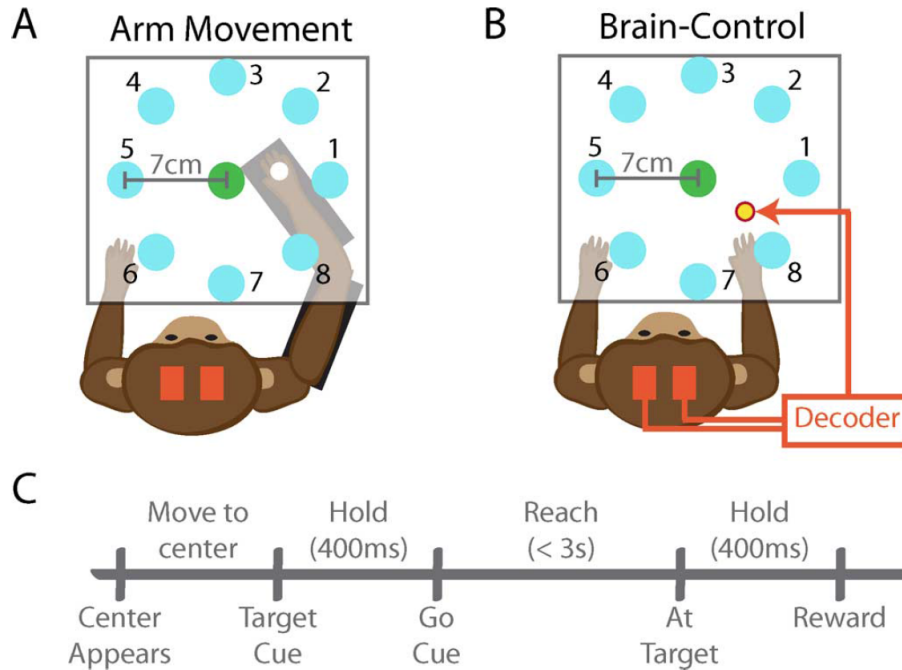 A
Arm Movement
4
3
2
5
7cm
1
6
7
8
B
Brain-Control
4
3
2
5
7cm
1
6
7
8
Decoder
C
Move to
center
Hold
(400ms)
Reach
(< 3s)
Hold
(400ms)
Center
Appears
Target
Cue
Go
Cue
At
Target
Reward